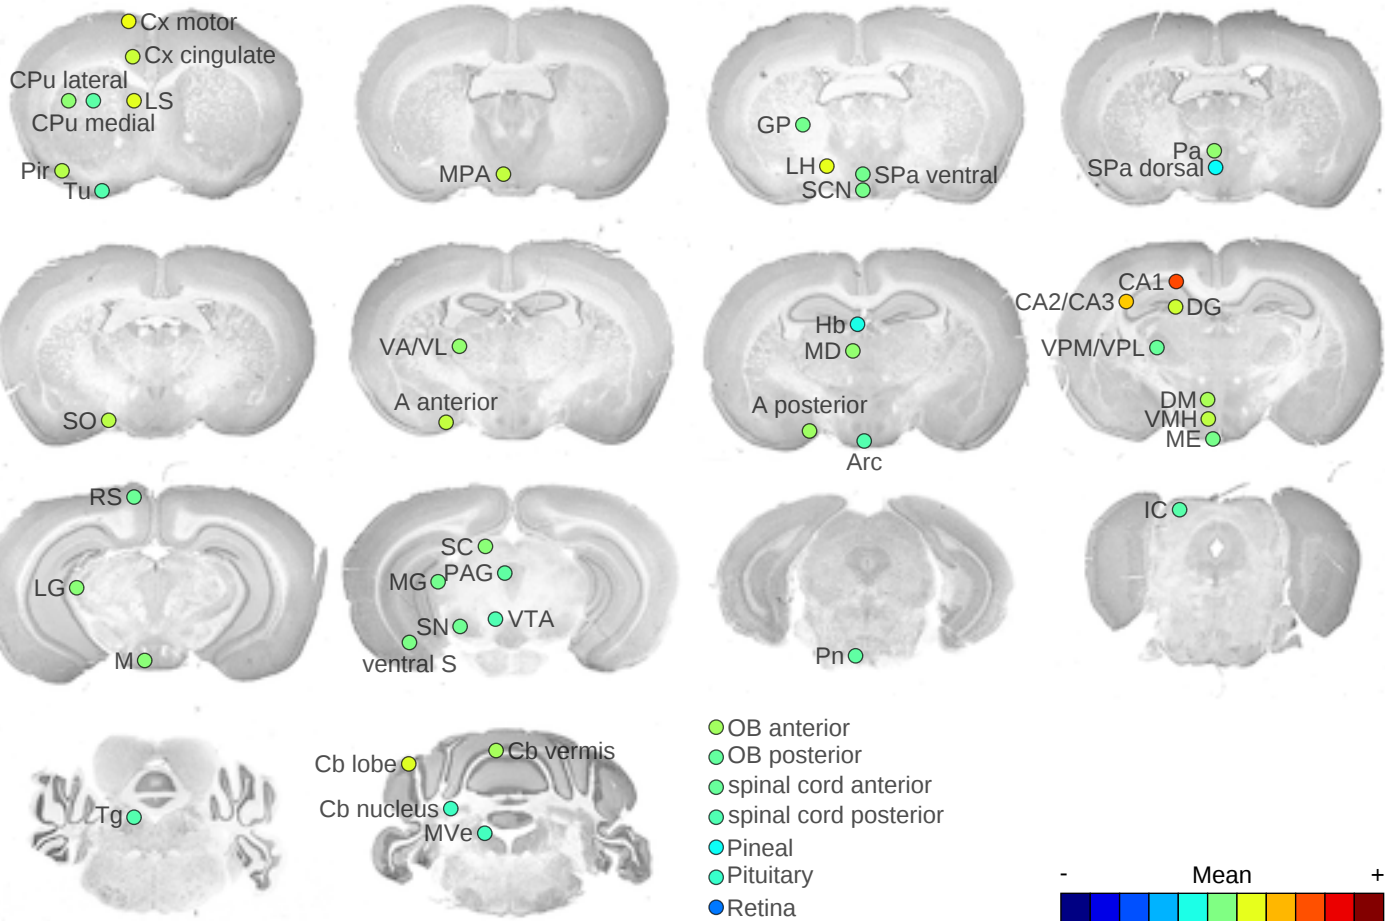 Cx motor
Cx cingulate
CPu lateral
LS
CPu medial
Pir
Tu
MPA
GP
LH
SPa ventral
SCN
Pa
SPa dorsal
SO
VA/VL
A anterior
Hb
MD
A posterior
Arc
CA1
CA2/CA3
DG
VPM/VPL
DM
VMH
ME
RS
LG
M
SC
MG
PAG
SN
VTA
ventral S
Pn
IC
Tg
Cb lobe
Cb vermis
Cb nucleus
MVe
OB anterior
OB posterior
spinal cord anterior
spinal cord posterior
Pineal
Pituitary
Retina
- Mean +